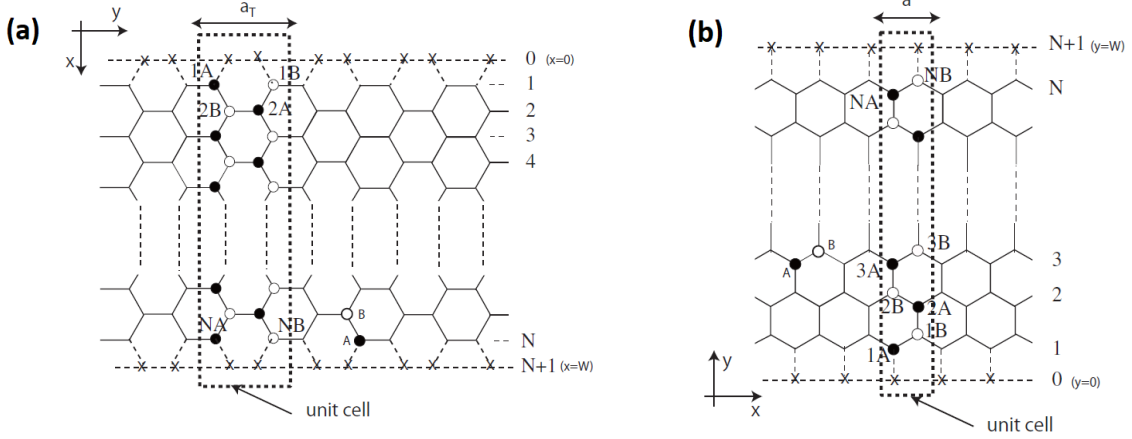 (a)
y
x
a_T
0 (x=0)
1A
1B
1
2B
2A
2
3
4
NA
NB
B
A
N
N+1 (x=W)
unit cell
(b)
a
N+1 (y=W)
NB
NA
N
B
A
3B
3A
3
2B
2A
2
1B
1A
1
0 (y=0)
y
x
unit cell